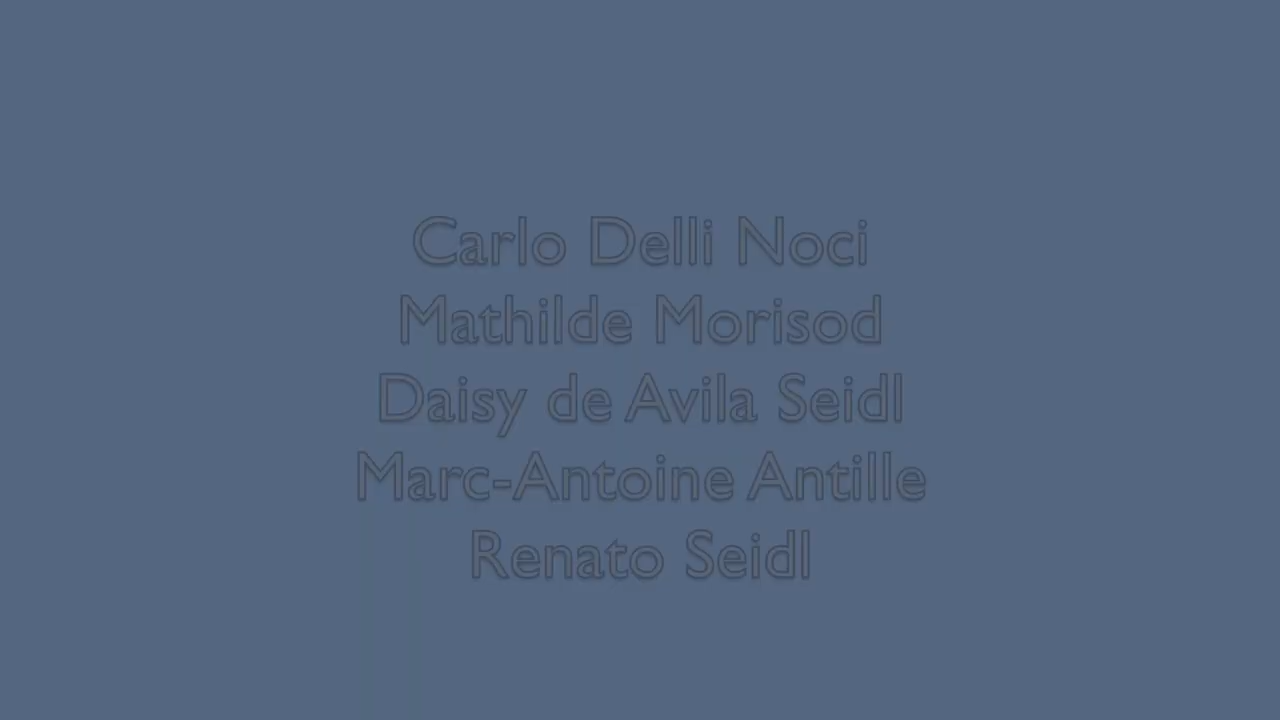 Carlo Delli Noci
Mathilde Morisod
Daisy de Avila Seidl
Marc-Antoine Antille
Renato Seidl